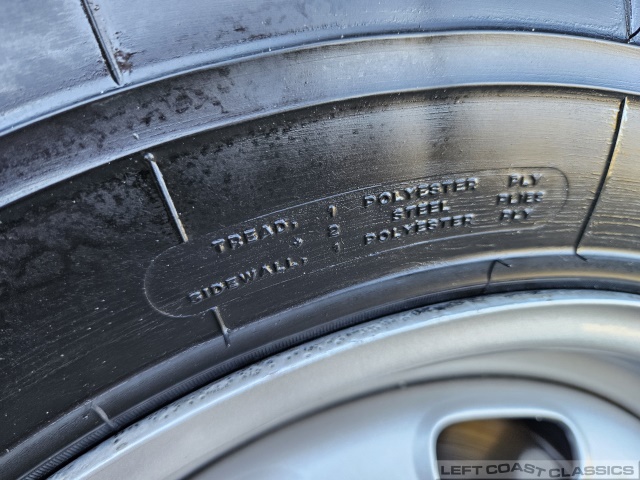 TREAD, 1 POLYESTER PLY
+ 2 STEEL PLIES
SIDEWALL, 1 POLYESTER PLY
LEFT COAST CLASSICS